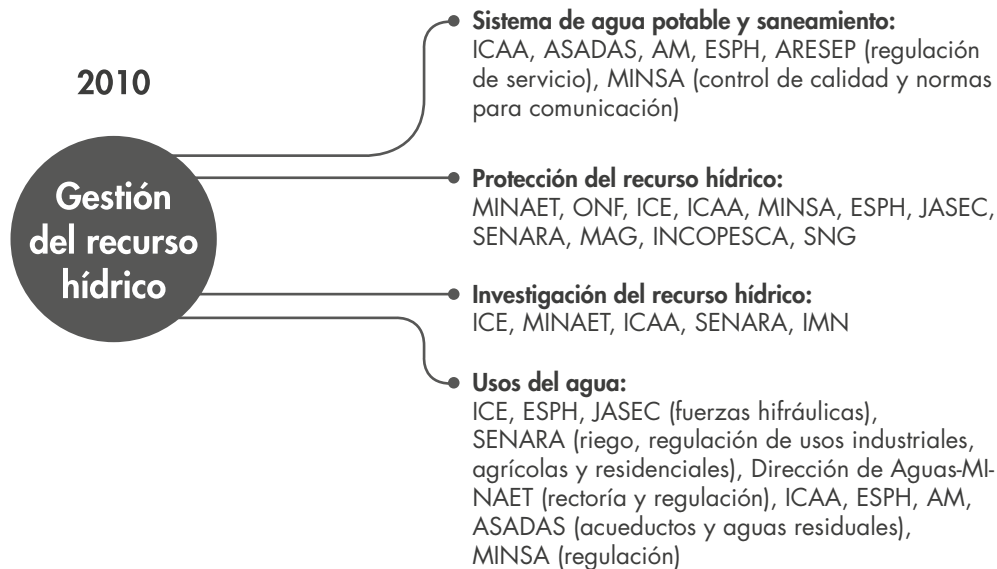 2010
Gestión
del recurso
hídrico
Sistema de agua potable y saneamiento:
ICAA, ASADAS, AM, ESPH, ARESEP (regulación
de servicio), MINSA (control de calidad y normas
para comunicación)
Protección del recurso hídrico:
MINAET, ONF, ICE, ICAA, MINSA, ESPH, JASEC,
SENARA, MAG, INCOPESCA, SNG
Investigación del recurso hídrico:
ICE, MINAET, ICAA, SENARA, IMN
Usos del agua:
ICE, ESPH, JASEC (fuerzas hifráulicas),
SENARA (riego, regulación de usos industriales,
agrícolas y residenciales), Dirección de Aguas-MI-
NAET (rectoría y regulación), ICAA, ESPH, AM,
ASADAS (acueductos y aguas residuales),
MINSA (regulación)